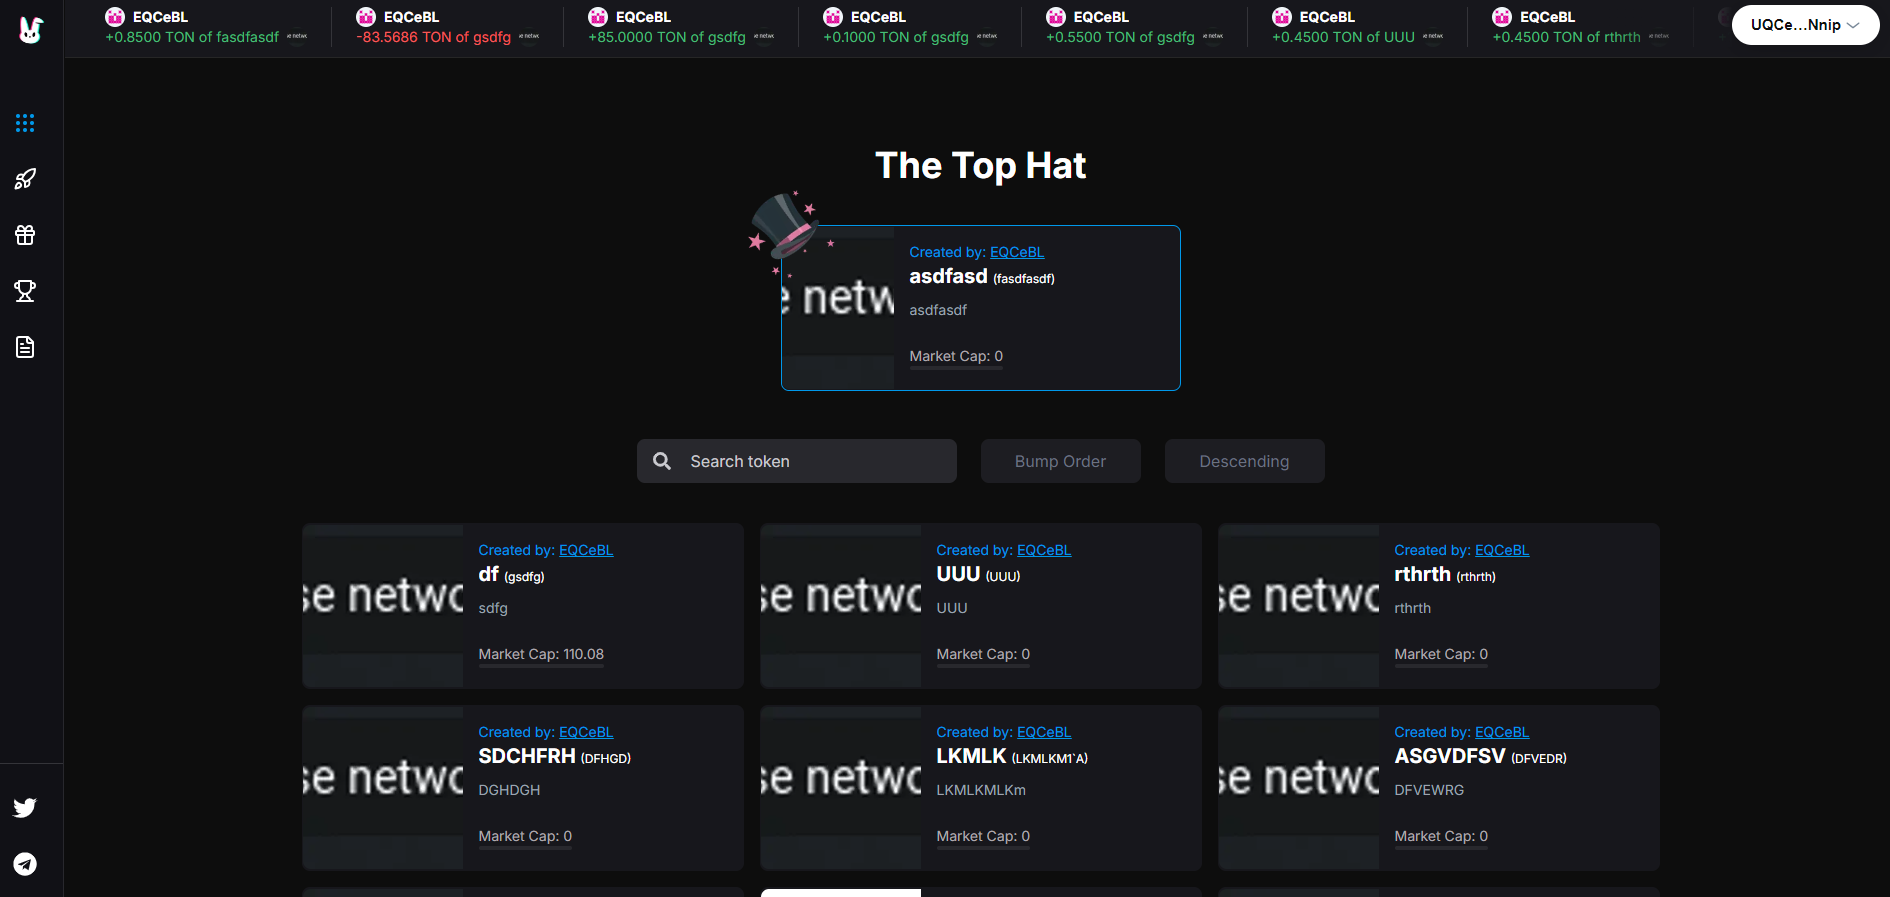 EQCeBL
+0.8500 TON of fasdfasdf
EQCeBL
-83.5686 TON of gsdfg
EQCeBL
+85.0000 TON of gsdfg
EQCeBL
+0.1000 TON of gsdfg
EQCeBL
+0.5500 TON of gsdfg
EQCeBL
+0.4500 TON of UUU
EQCeBL
+0.4500 TON of rthrth
UQCe...Nnip
The Top Hat
e netw
Created by: EQCeBL
asdfasd (fasdfasdf)
asdfasdf
Market Cap: 0
Search token
Bump Order
Descending
se netwo
Created by: EQCeBL
df (gsdfg)
sdfg
Market Cap: 110.08
se netwo
Created by: EQCeBL
UUU (UUU)
UUU
Market Cap: 0
se netwo
Created by: EQCeBL
rthrth (rthrth)
rthrth
Market Cap: 0
se netwo
Created by: EQCeBL
SDCHFRH (DFHGD)
DGHDGH
Market Cap: 0
se netwo
Created by: EQCeBL
LKMLK (LKMLKM1`A)
LKMLKMLKm
Market Cap: 0
se netwo
Created by: EQCeBL
ASGVDFSV (DFVEDR)
DFVEWRG
Market Cap: 0